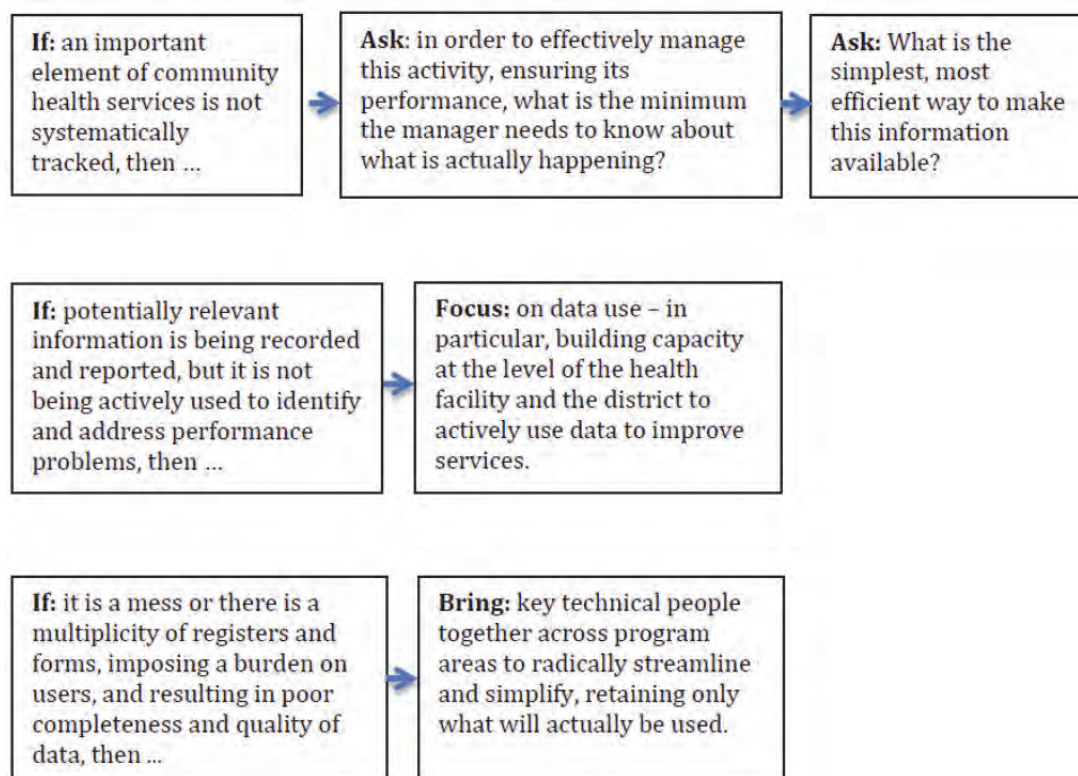 If: an important
element of community
health services is not
systematically
tracked, then ...
Ask: in order to effectively manage
this activity, ensuring its
performance, what is the minimum
the manager needs to know about
what is actually happening?
Ask: What is the
simplest, most
efficient way to make
this information
available?
If: potentially relevant
information is being recorded
and reported, but it is not
being actively used to identify
and address performance
problems, then ...
Focus: on data use – in
particular, building capacity
at the level of the health
facility and the district to
actively use data to improve
services.
If: it is a mess or there is a
multiplicity of registers and
forms, imposing a burden on
users, and resulting in poor
completeness and quality of
data, then ...
Bring: key technical people
together across program
areas to radically streamline
and simplify, retaining only
what will actually be used.